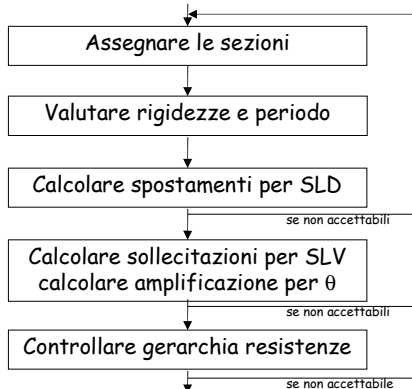 Assegnare le sezioni
Valutare rigidezze e periodo
Calcolare spostamenti per SLD
se non accettabili
Calcolare sollecitazioni per SLV
calcolare amplificazione per θ
se non accettabili
Controllare gerarchia resistenze
se non accettabile